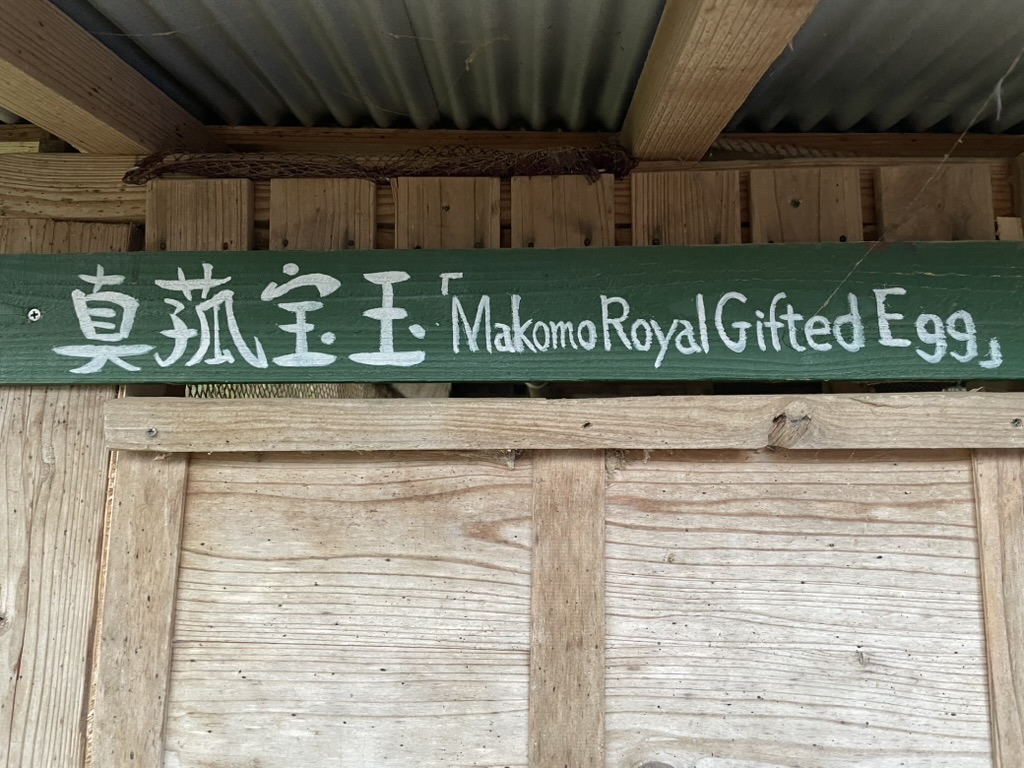 真菰宝玉「Makomo Royal Gifted Egg」